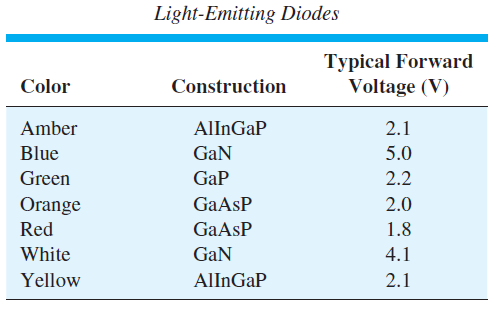 Light-Emitting Diodes
Typical Forward
Color Construction Voltage (V)
Amber AlInGaP 2.1
Blue GaN 5.0
Green GaP 2.2
Orange GaAsP 2.0
Red GaAsP 1.8
White GaN 4.1
Yellow AlInGaP 2.1